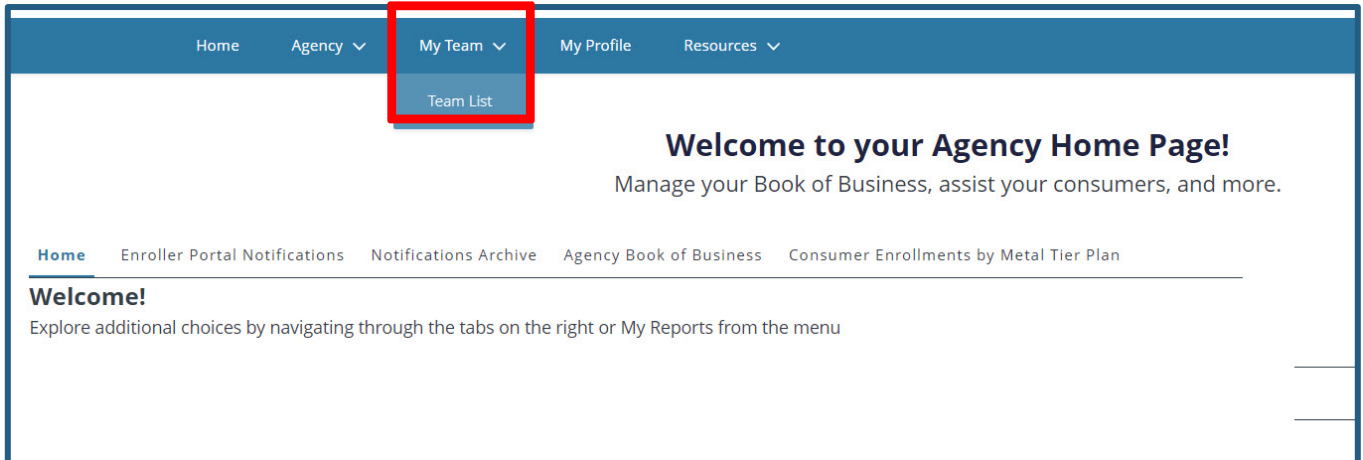 Home Agency My Team My Profile Resources
Team List
Welcome to your Agency Home Page!
Manage your Book of Business, assist your consumers, and more.
Home Enroller Portal Notifications Notifications Archive Agency Book of Business Consumer Enrollments by Metal Tier Plan
Welcome!
Explore additional choices by navigating through the tabs on the right or My Reports from the menu